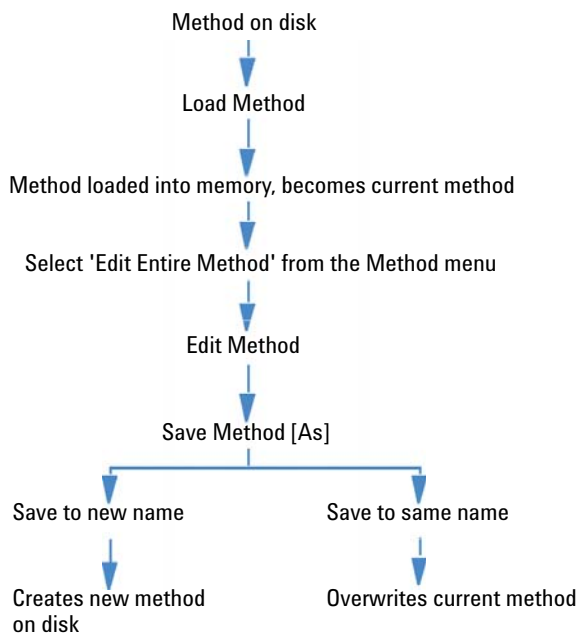 Method on disk
Load Method
Method loaded into memory, becomes current method
Select 'Edit Entire Method' from the Method menu
Edit Method
Save Method [As]
Save to new name
Save to same name
Creates new method
on disk
Overwrites current method